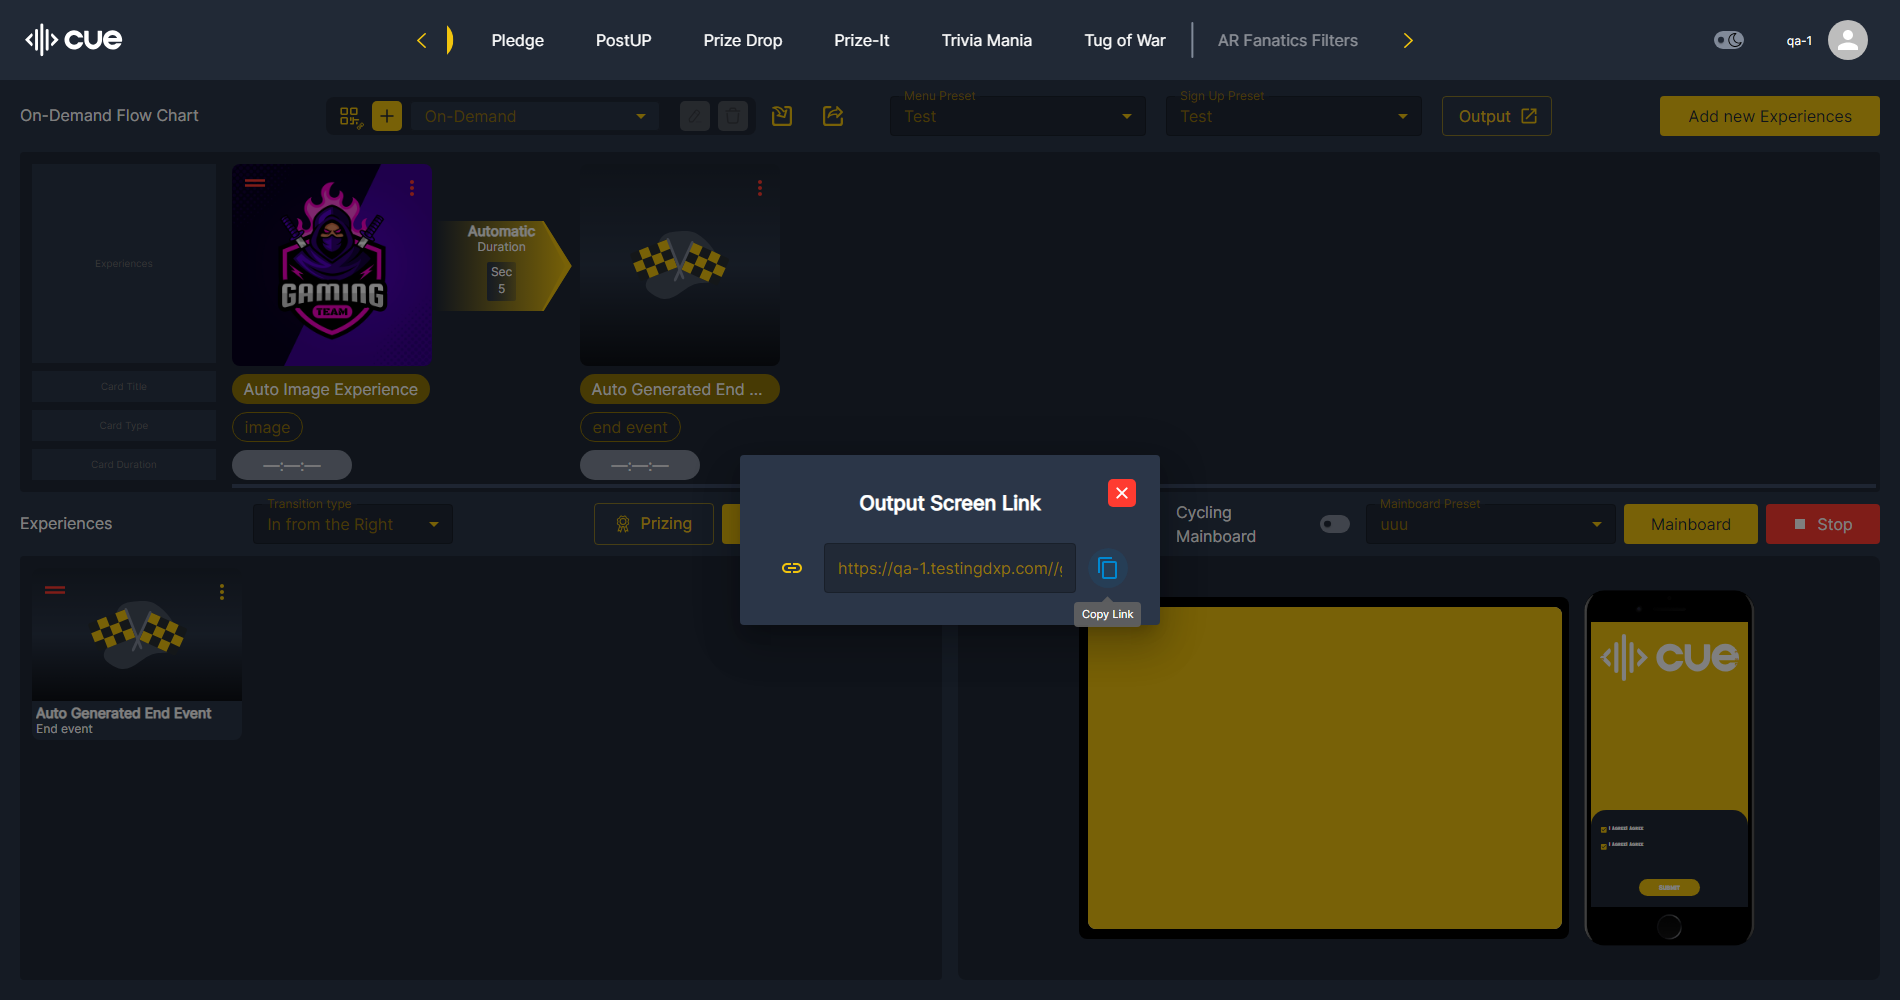 cue
Pledge
PostUP
Prize Drop
Prize-It
Trivia Mania
Tug of War
AR Fanatics Filters
qa-1
On-Demand Flow Chart
On-Demand
Menu Preset
Test
Sign Up Preset
Test
Output
Add new Experiences
Experiences
GAMING
TEAM
Automatic
Duration
Sec
5
Card Title
Auto Image Experience
Auto Generated End ...
Card Type
image
end event
Card Duration
—:—:—
—:—:—
Experiences
Transition type
In from the Right
Prizing
Output Screen Link
https://qa-1.testingdxp.com//g
Copy Link
Cycling
Mainboard
Mainboard Preset
uuu
Mainboard
Stop
Auto Generated End Event
End event
cue
SUBMIT